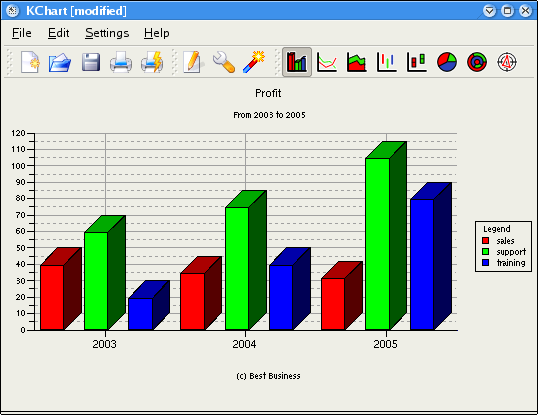 KChart [modified]
File Edit Settings Help
Profit
From 2003 to 2005
120
110
100
90
80
70
60
50
40
30
20
10
0
2003 2004 2005
Legend
sales
support
training
(c) Best Business